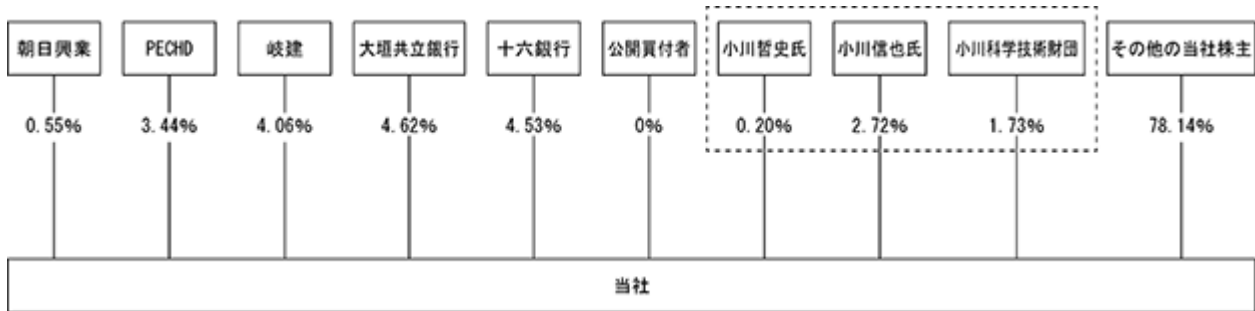 朝日興業 PECHD 岐建 大垣共立銀行 十六銀行 公開買付者 小川哲史氏 小川信也氏 小川科学技術財団 その他の当社株主
0.55% 3.44% 4.06% 4.62% 4.53% 0% 0.20% 2.72% 1.73% 78.14%
当社